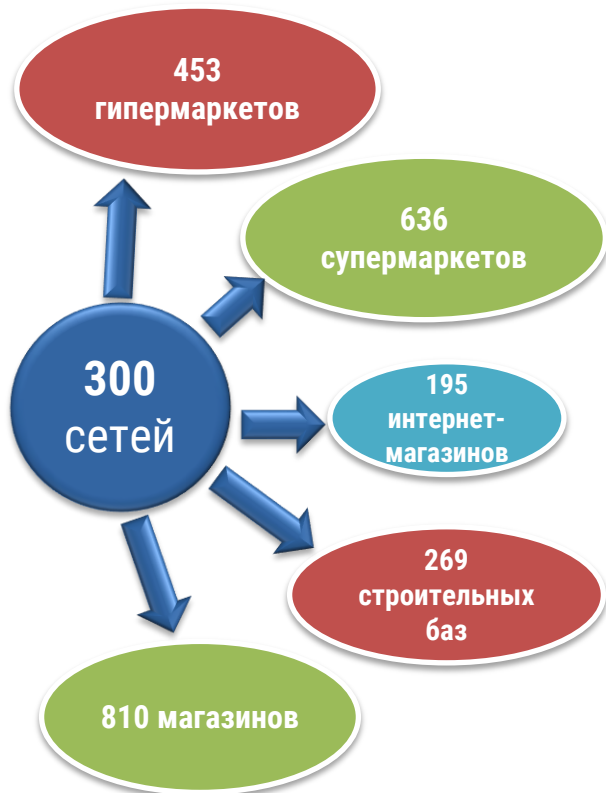 453
гипермаркетов
636
супермаркетов
300
сетей
195
интернет-
магазинов
269
строительных
баз
810 магазинов